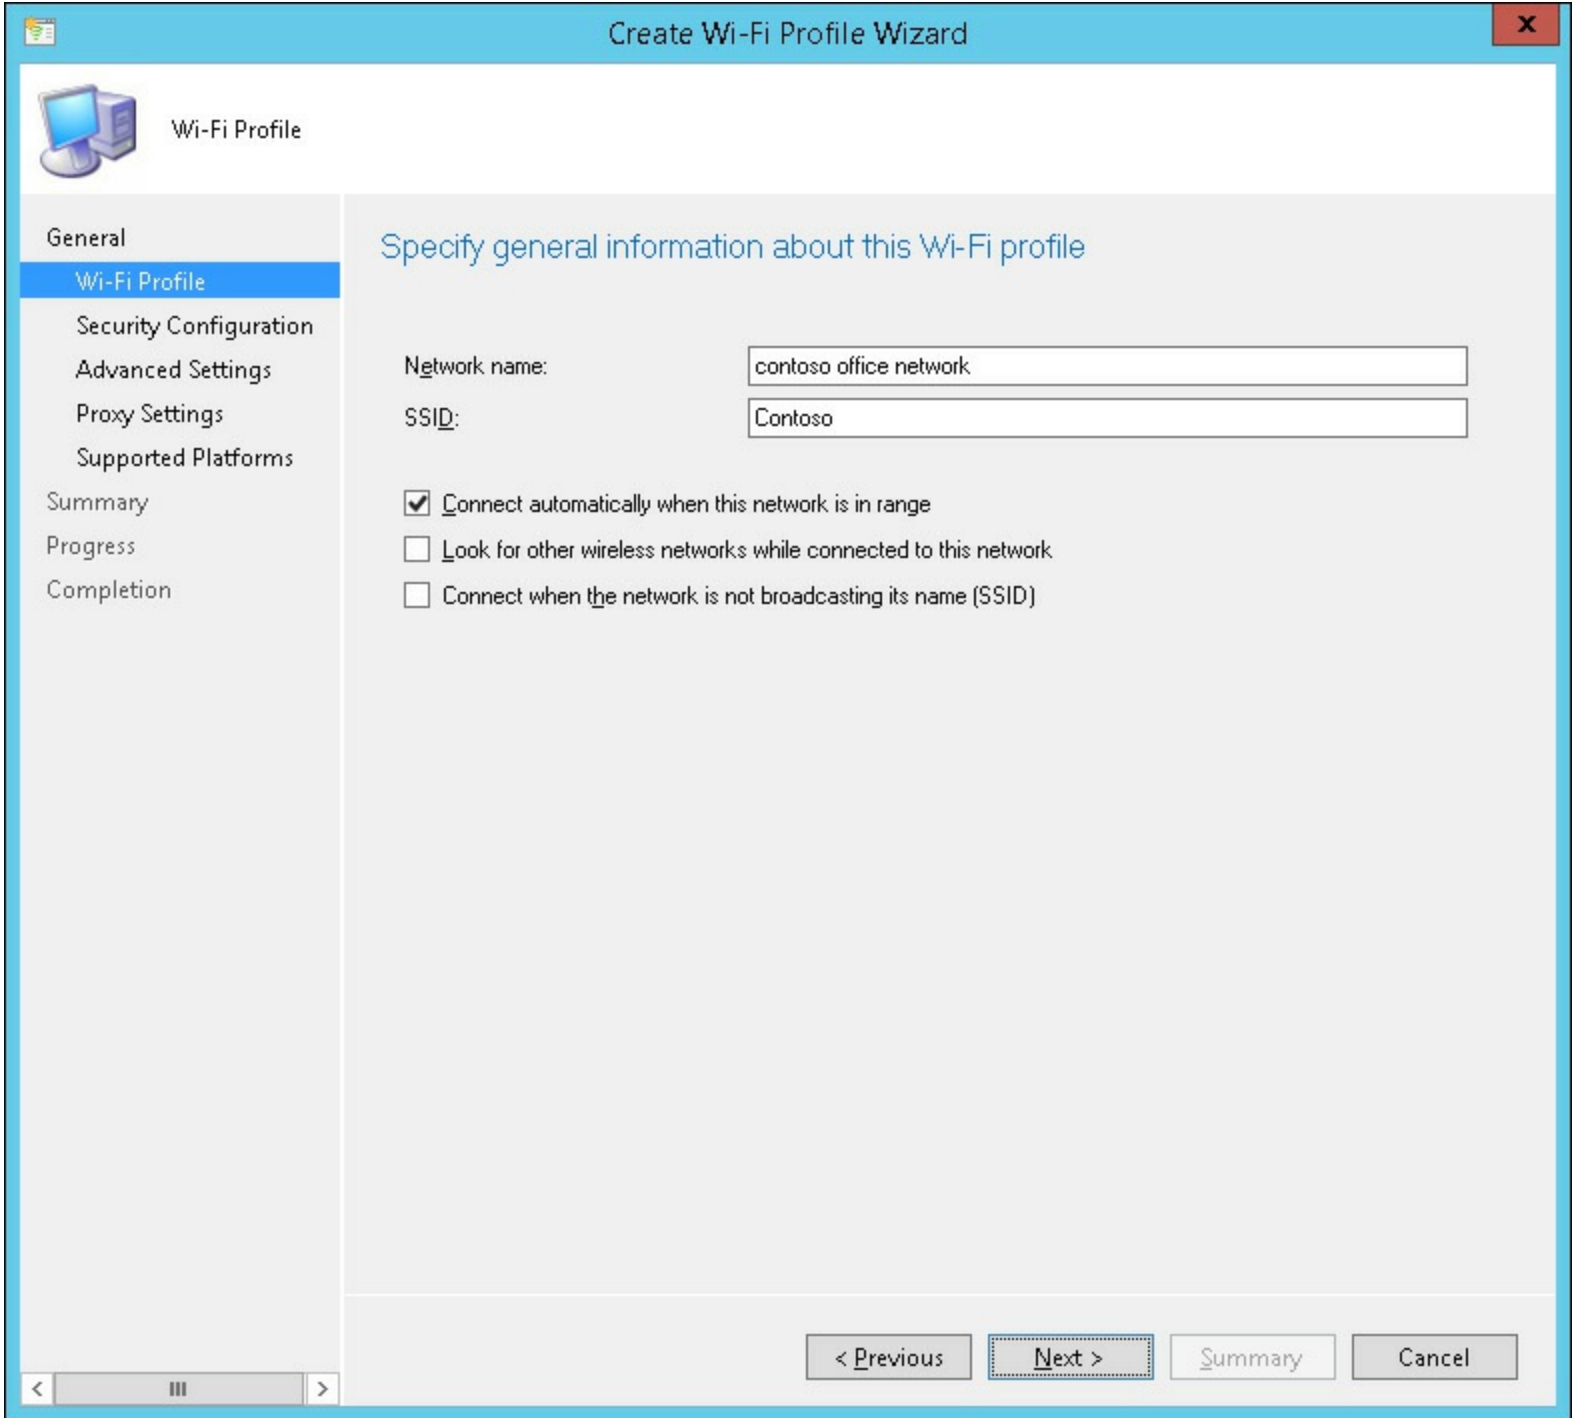 Create Wi-Fi Profile Wizard
x
Wi-Fi Profile
General
Wi-Fi Profile
Security Configuration
Advanced Settings
Proxy Settings
Supported Platforms
Summary
Progress
Completion
Specify general information about this Wi-Fi profile
Network name: contoso office network
SSID: Contoso
Connect automatically when this network is in range
Look for other wireless networks while connected to this network
Connect when the network is not broadcasting its name (SSID)
< Previous Next > Summary Cancel